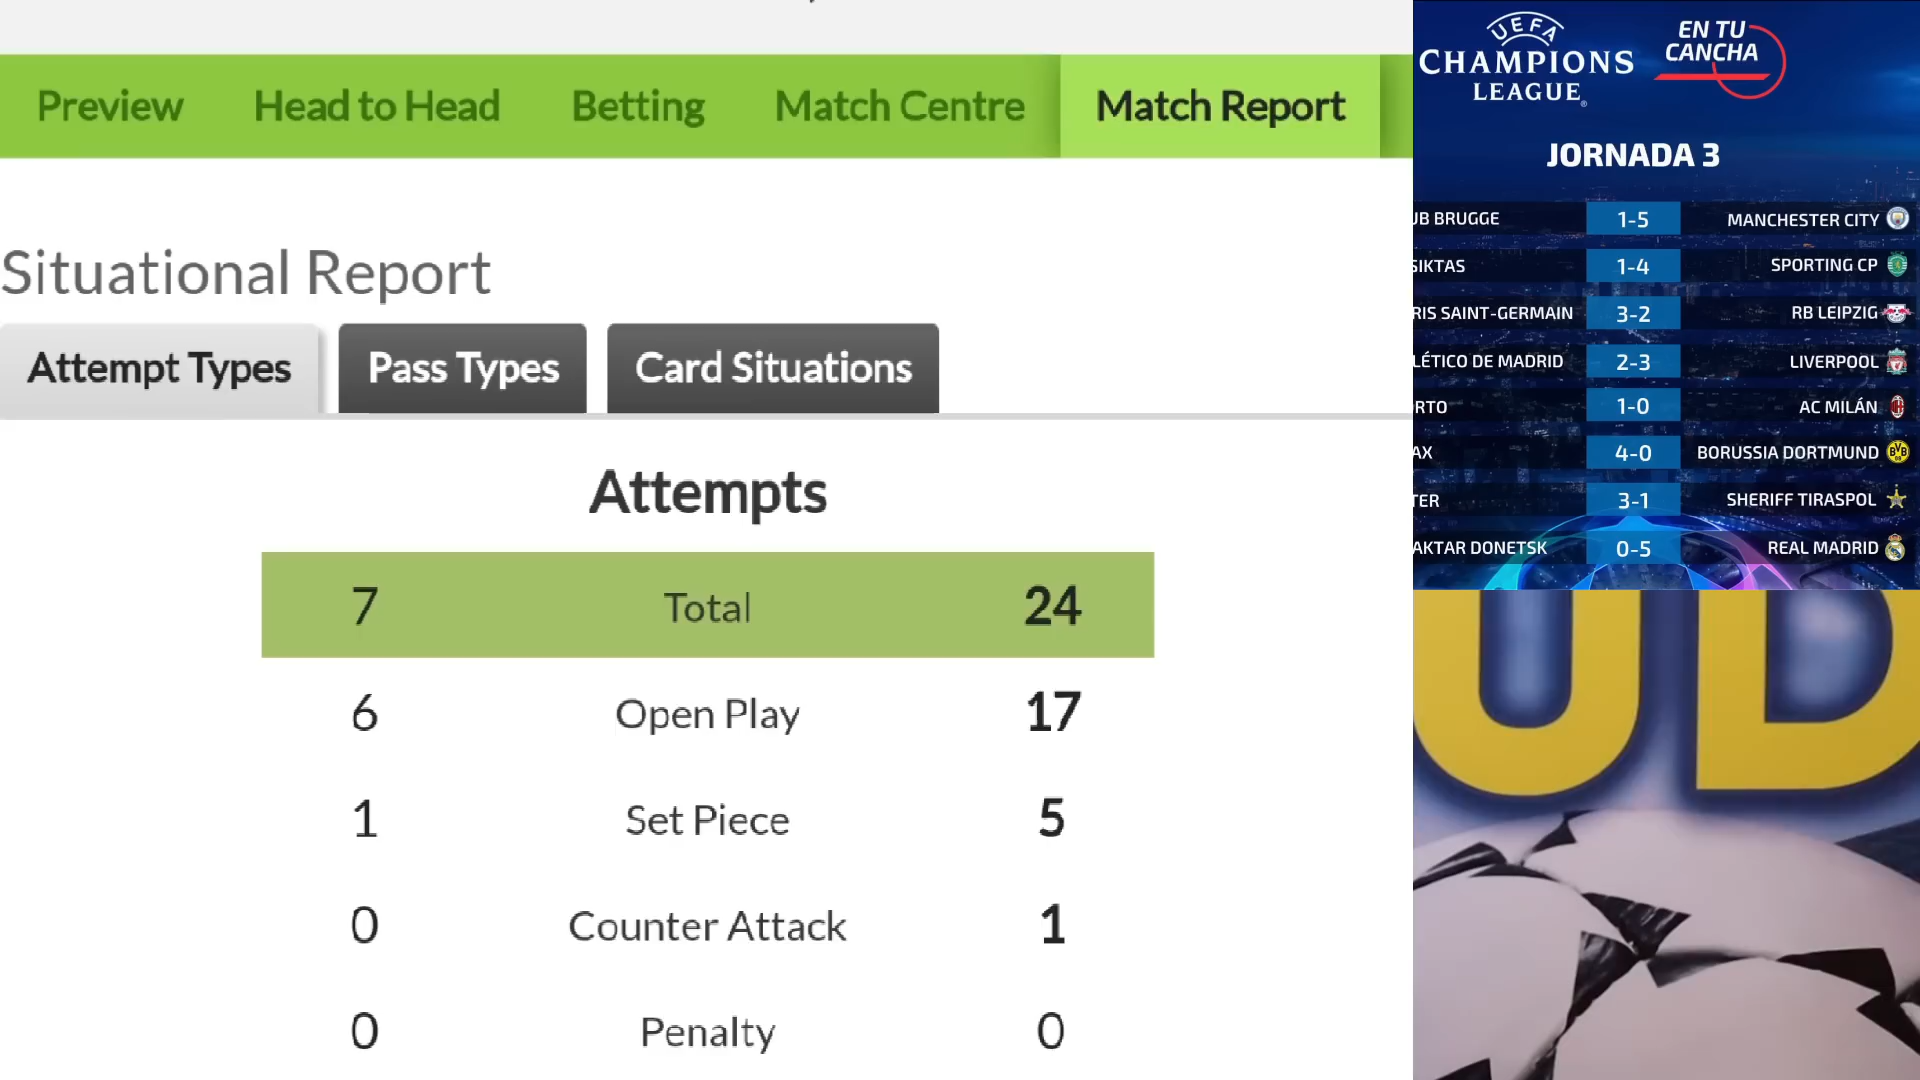 Preview Head to Head Betting Match Centre Match Report
Situational Report
Attempt Types Pass Types Card Situations
Attempts
7 Total 24
6 Open Play 17
1 Set Piece 5
0 Counter Attack 1
0 Penalty 0
UEFA
CHAMPIONS
LEAGUE
EN TU
CANCHA
JORNADA 3
UB BRUGGE 1-5 MANCHESTER CITY
SIKTAS 1-4 SPORTING CP
RIS SAINT-GERMAIN 3-2 RB LEIPZIG
LÉTICO DE MADRID 2-3 LIVERPOOL
RTO 1-0 AC MILÁN
AX 4-0 BORUSSIA DORTMUND
TER 3-1 SHERIFF TIRASPOL
AKTAR DONETSK 0-5 REAL MADRID
UD